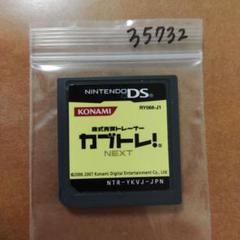 35732
NINTENDO DS
KONAMI
RY068-J1
株式売買トレーナー
カブトレ!
NEXT
©2006 2007 Konami Digital Entertainment Co., Ltd.
NTR-YKVJ-JPN